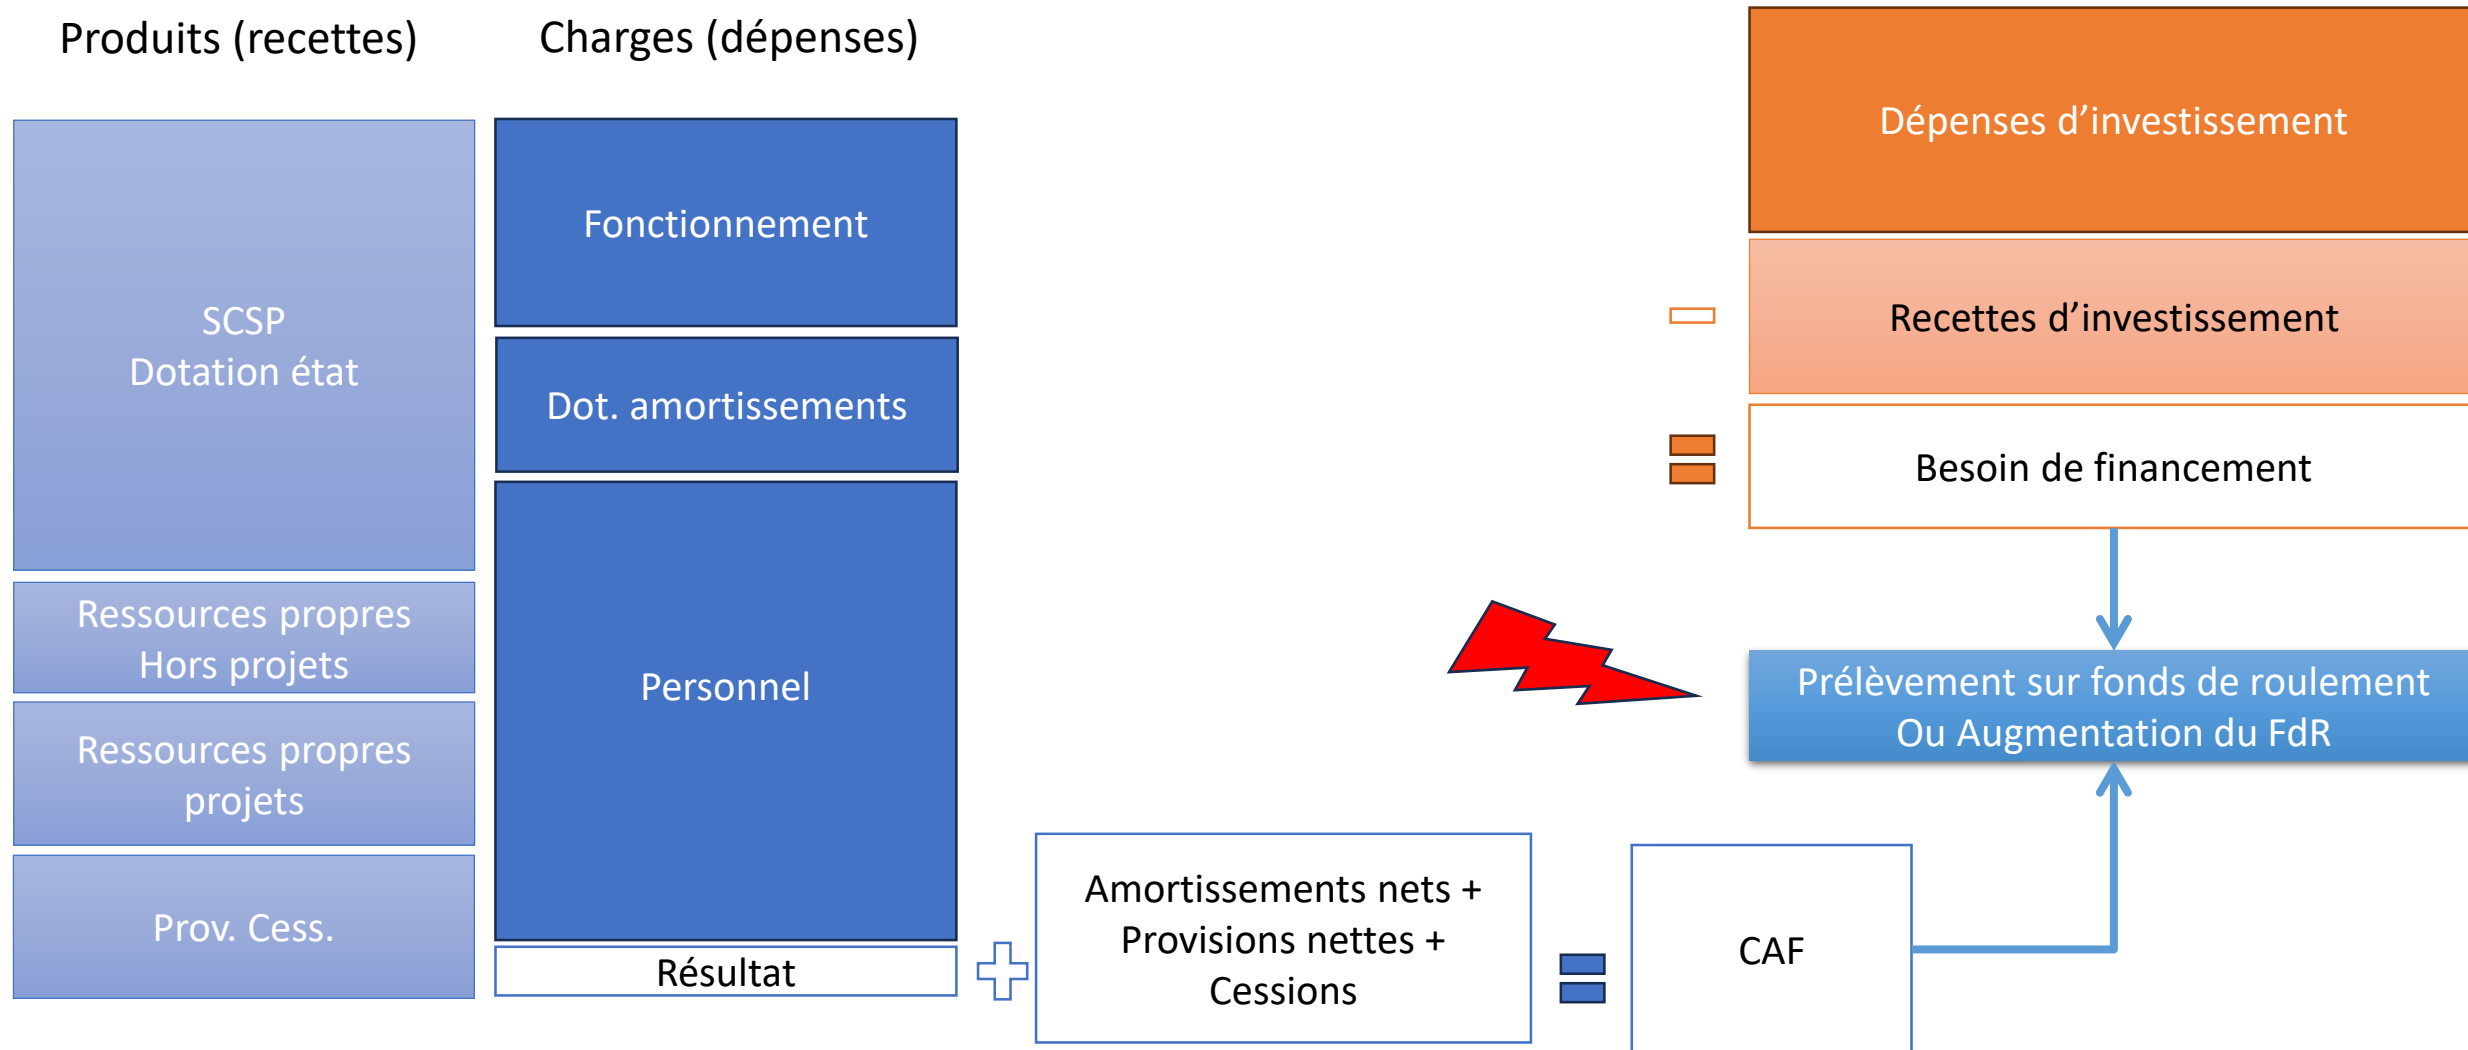 Produits (recettes)
Charges (dépenses)
SCSP
Dotation état
Ressources propres
Hors projets
Ressources propres
projets
Prov. Cess.
Fonctionnement
Dot. amortissements
Personnel
Résultat
Amortissements nets +
Provisions nettes +
Cessions
CAF
Dépenses d’investissement
Recettes d’investissement
Besoin de financement
Prélèvement sur fonds de roulement
Ou Augmentation du FdR